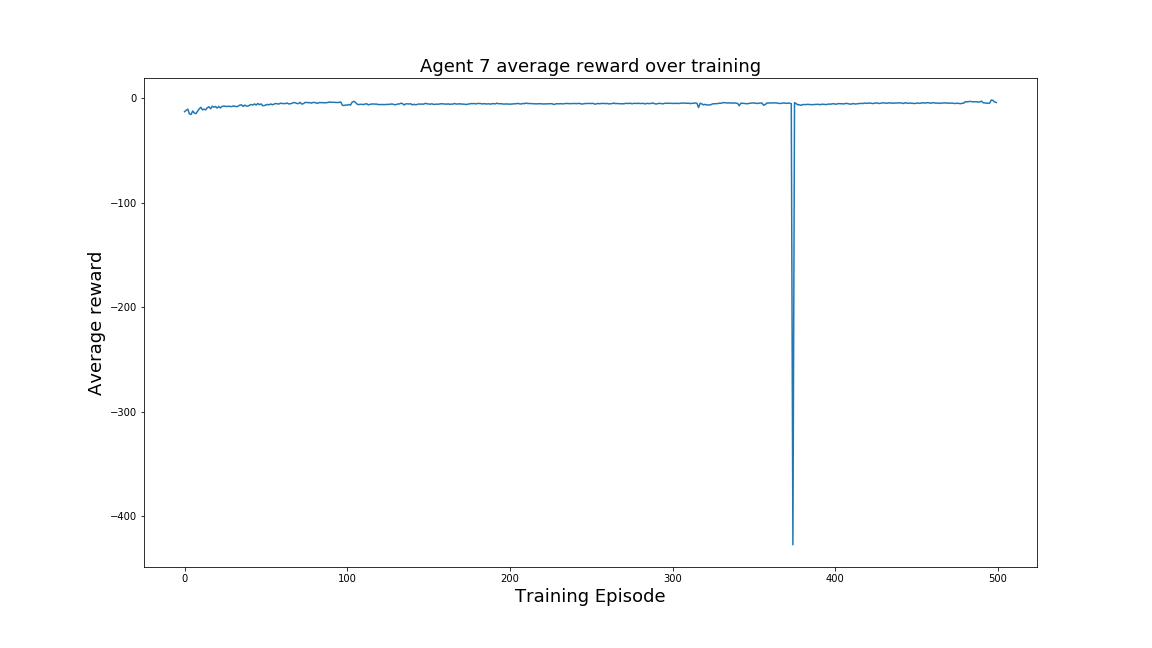 Agent 7 average reward over training
0
−100
−200
−300
−400
Average reward
0 100 200 300 400 500
Training Episode